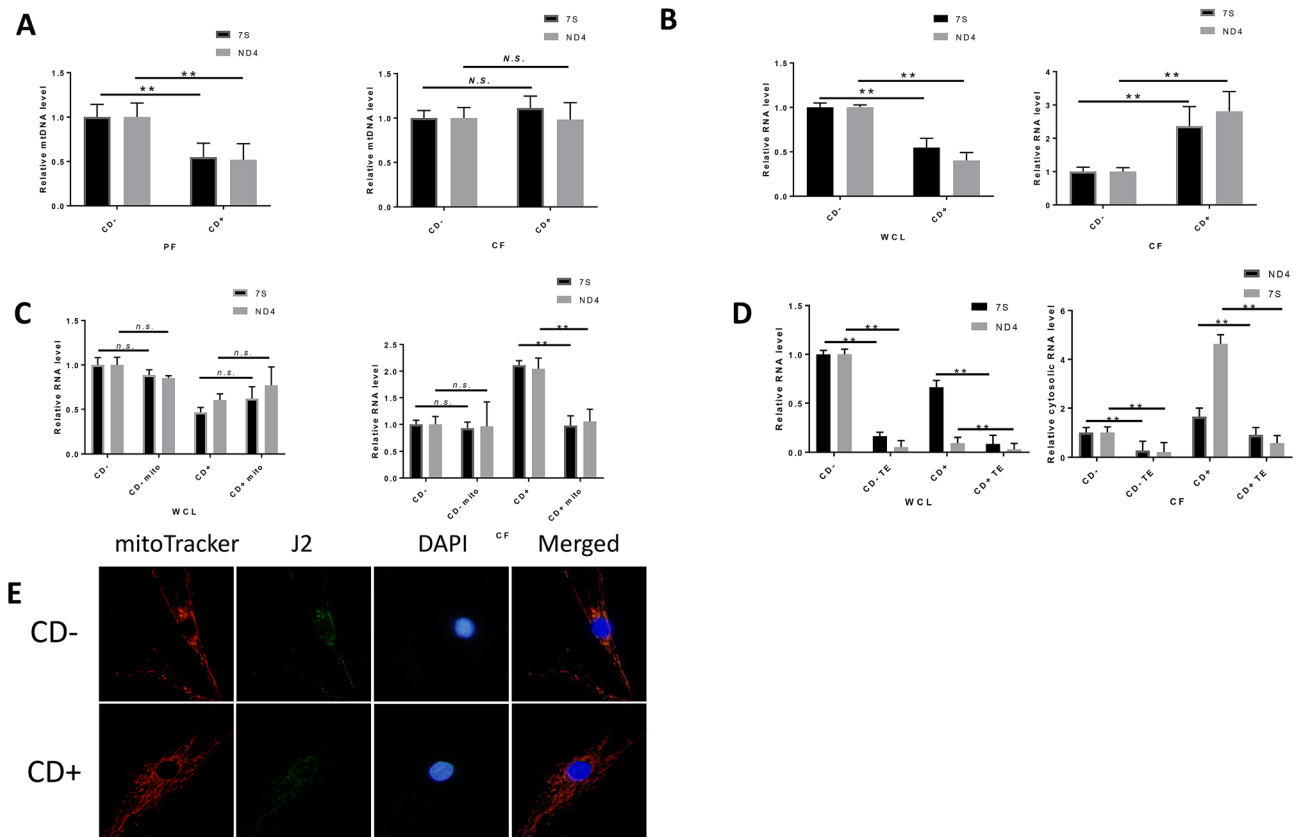 A
7S
ND4
Relative mtDNA level
1.5
1.0
0.5
0.0
**
**
CD-
CD+
PF
7S
ND4
Relative mtDNA level
1.5
1.0
0.5
0.0
N.S.
N.S.
CD-
CD+
CF
B
7S
ND4
Relative RNA level
1.5
1.0
0.5
0.0
**
**
CD-
CD+
WCL
7S
ND4
Relative RNA level
4
3
2
1
0
**
**
CD-
CD+
CF
C
7S
ND4
Relative RNA level
1.5
1.0
0.5
0.0
n.s.
n.s.
n.s.
n.s.
CD-
CD- mito
CD+
CD+ mito
WCL
7S
ND4
Relative RNA level
2.5
2.0
1.5
1.0
0.5
0.0
n.s.
n.s.
**
**
CD-
CD- mito
CD+
CD+ mito
CF
D
7S
ND4
Relative RNA level
1.5
1.0
0.5
0.0
**
**
**
**
CD-
CD- TE
CD+
CD+ TE
WCL
ND4
7S
Relative cytosolic RNA level
6
4
2
0
**
**
**
**
CD-
CD- TE
CD+
CD+ TE
CF
mitoTracker J2 DAPI Merged
E
CD-
CD+